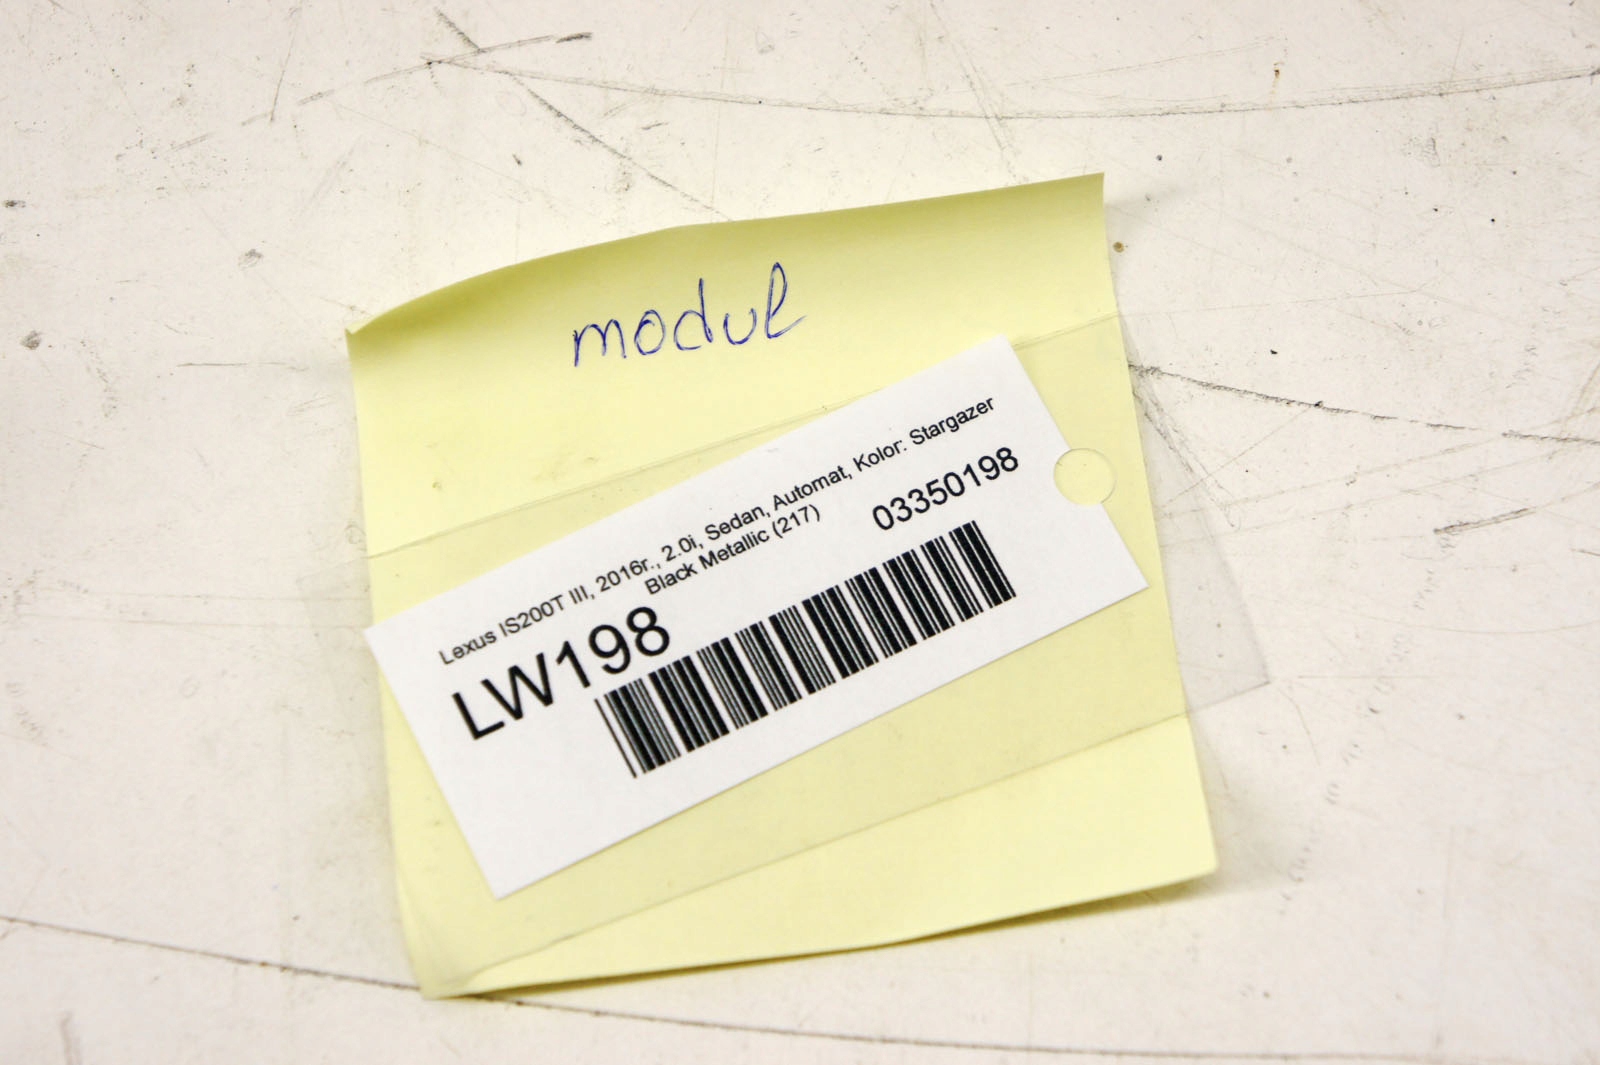 modul
Lexus IS200T III, 2016r., 2.0i, Sedan, Automat, Kolor: Stargazer
Black Metallic (217)
LW198
03350198